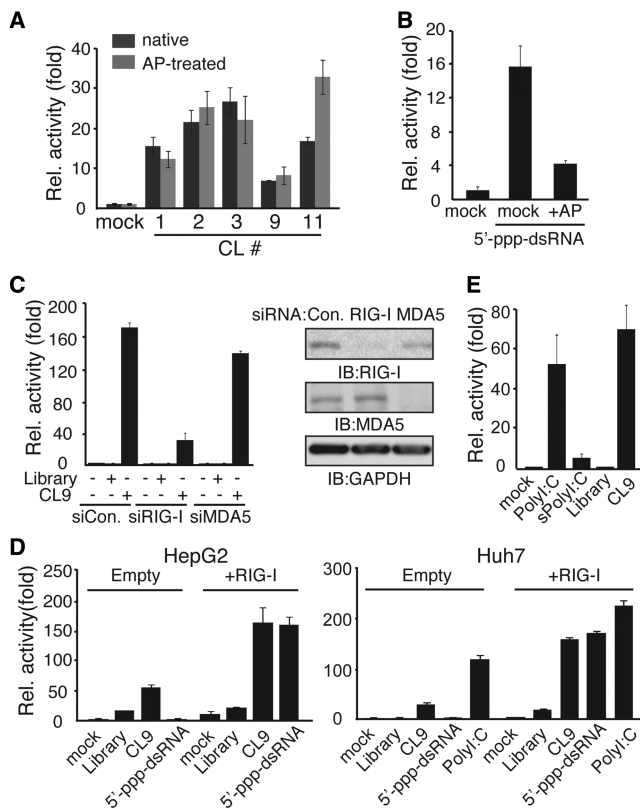 A
native
AP-treated
Rel. activity (fold)
40
30
20
10
0
mock 1 2 3 9 11
CL #
B
Rel. activity (fold)
20
16
12
8
4
0
mock mock +AP
5'-ppp-dsRNA
C
Rel. activity (fold)
200
160
120
80
40
0
Library - + - - + - - + -
CL9 - - + - - + - - +
siCon. siRIG-I siMDA5
siRNA:Con. RIG-I MDA5
IB:RIG-I
IB:MDA5
IB:GAPDH
E
Rel. activity (fold)
80
60
40
20
0
mock PolyI:C sPolyI:C Library CL9
D
HepG2
Empty +RIG-I
Rel. activity(fold)
250
200
150
100
50
0
mock Library CL9 5'-ppp-dsRNA mock Library CL9 5'-ppp-dsRNA
Huh7
Empty +RIG-I
300
200
100
0
mock Library CL9 5'-ppp-dsRNA PolyI:C mock Library CL9 5'-ppp-dsRNA PolyI:C